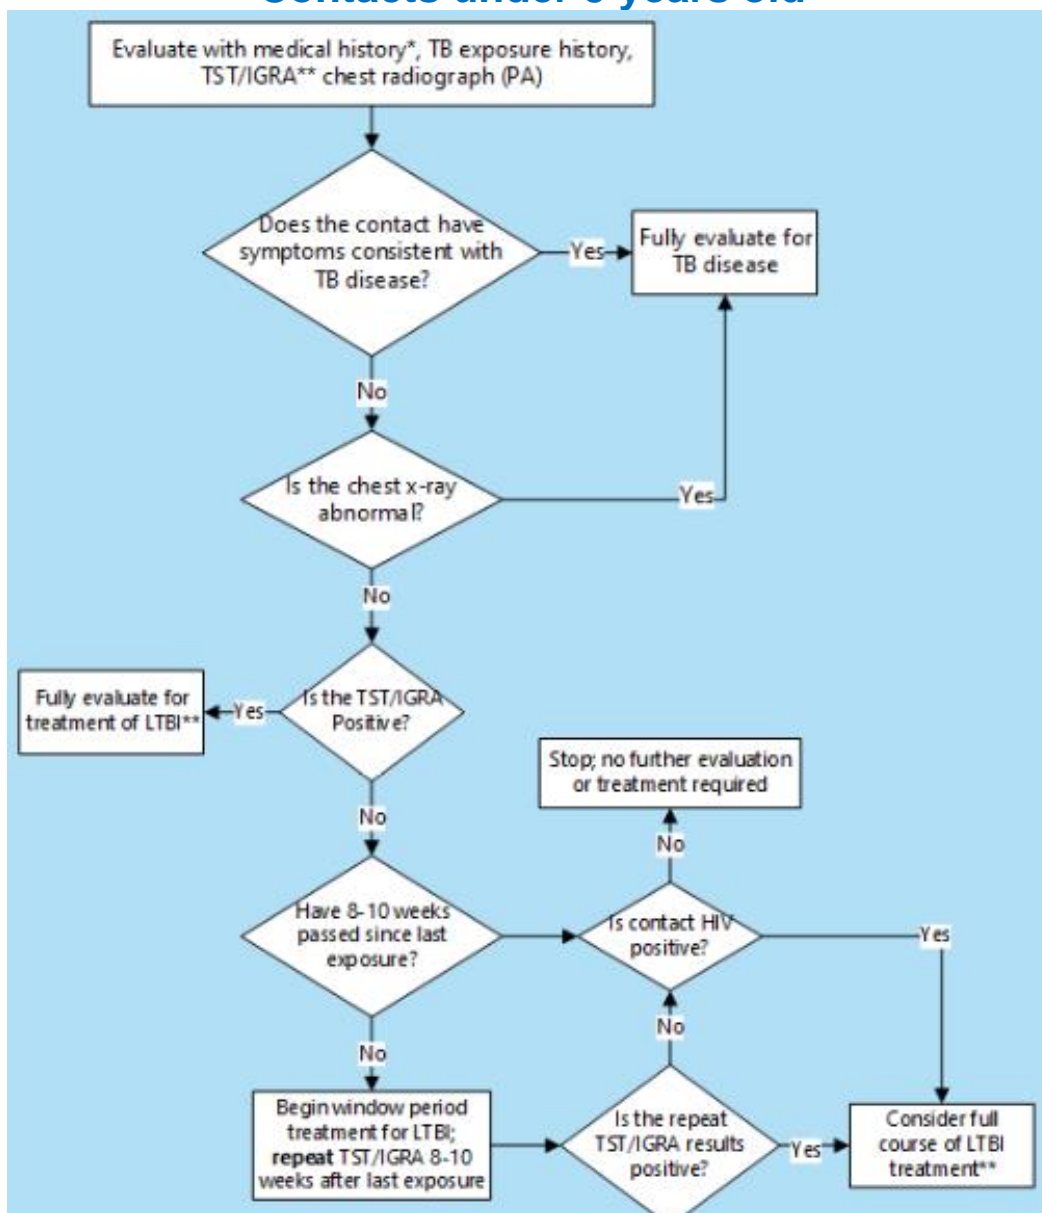 Contacts under 5 years old
Evaluate with medical history*, TB exposure history,
TST/IGRA** chest radiograph (PA)
Does the contact have
symptoms consistent with
TB disease?
Yes
Fully evaluate for
TB disease
No
Is the chest x-ray
abnormal?
Yes
No
Is the TST/IGRA
Positive?
Yes
Fully evaluate for
treatment of LTBI**
No
Stop; no further evaluation
or treatment required
No
Have 8-10 weeks
passed since last
exposure?
Is contact HIV
positive?
Yes
No
No
Begin window period
treatment for LTBI;
repeat TST/IGRA 8-10
weeks after last exposure
Is the repeat
TST/IGRA results
positive?
Yes
Consider full
course of LTBI
treatment**